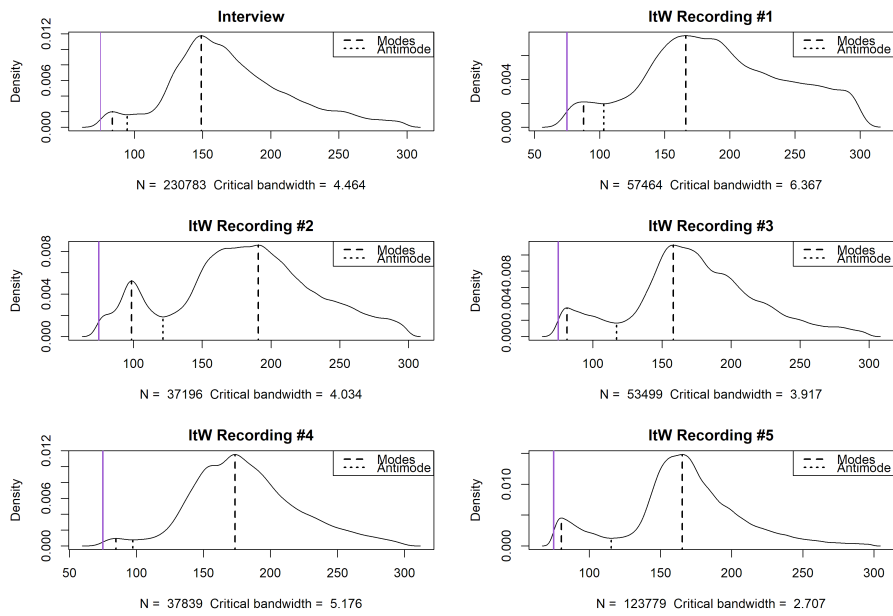 Interview
Density
0.000 0.006 0.012
Modes
Antimode
100 150 200 250 300
N = 230783 Critical bandwidth = 4.464
ItW Recording #1
Density
0.000 0.004
Modes
Antimode
50 100 150 200 250 300
N = 57464 Critical bandwidth = 6.367
ItW Recording #2
Density
0.000 0.004 0.008
Modes
Antimode
100 150 200 250 300
N = 37196 Critical bandwidth = 4.034
ItW Recording #3
Density
0.000 0.004 0.008
Modes
Antimode
100 150 200 250 300
N = 53499 Critical bandwidth = 3.917
ItW Recording #4
Density
0.000 0.006 0.012
Modes
Antimode
50 100 150 200 250 300
N = 37839 Critical bandwidth = 5.176
ItW Recording #5
Density
0.000 0.010
Modes
Antimode
100 150 200 250 300
N = 123779 Critical bandwidth = 2.707